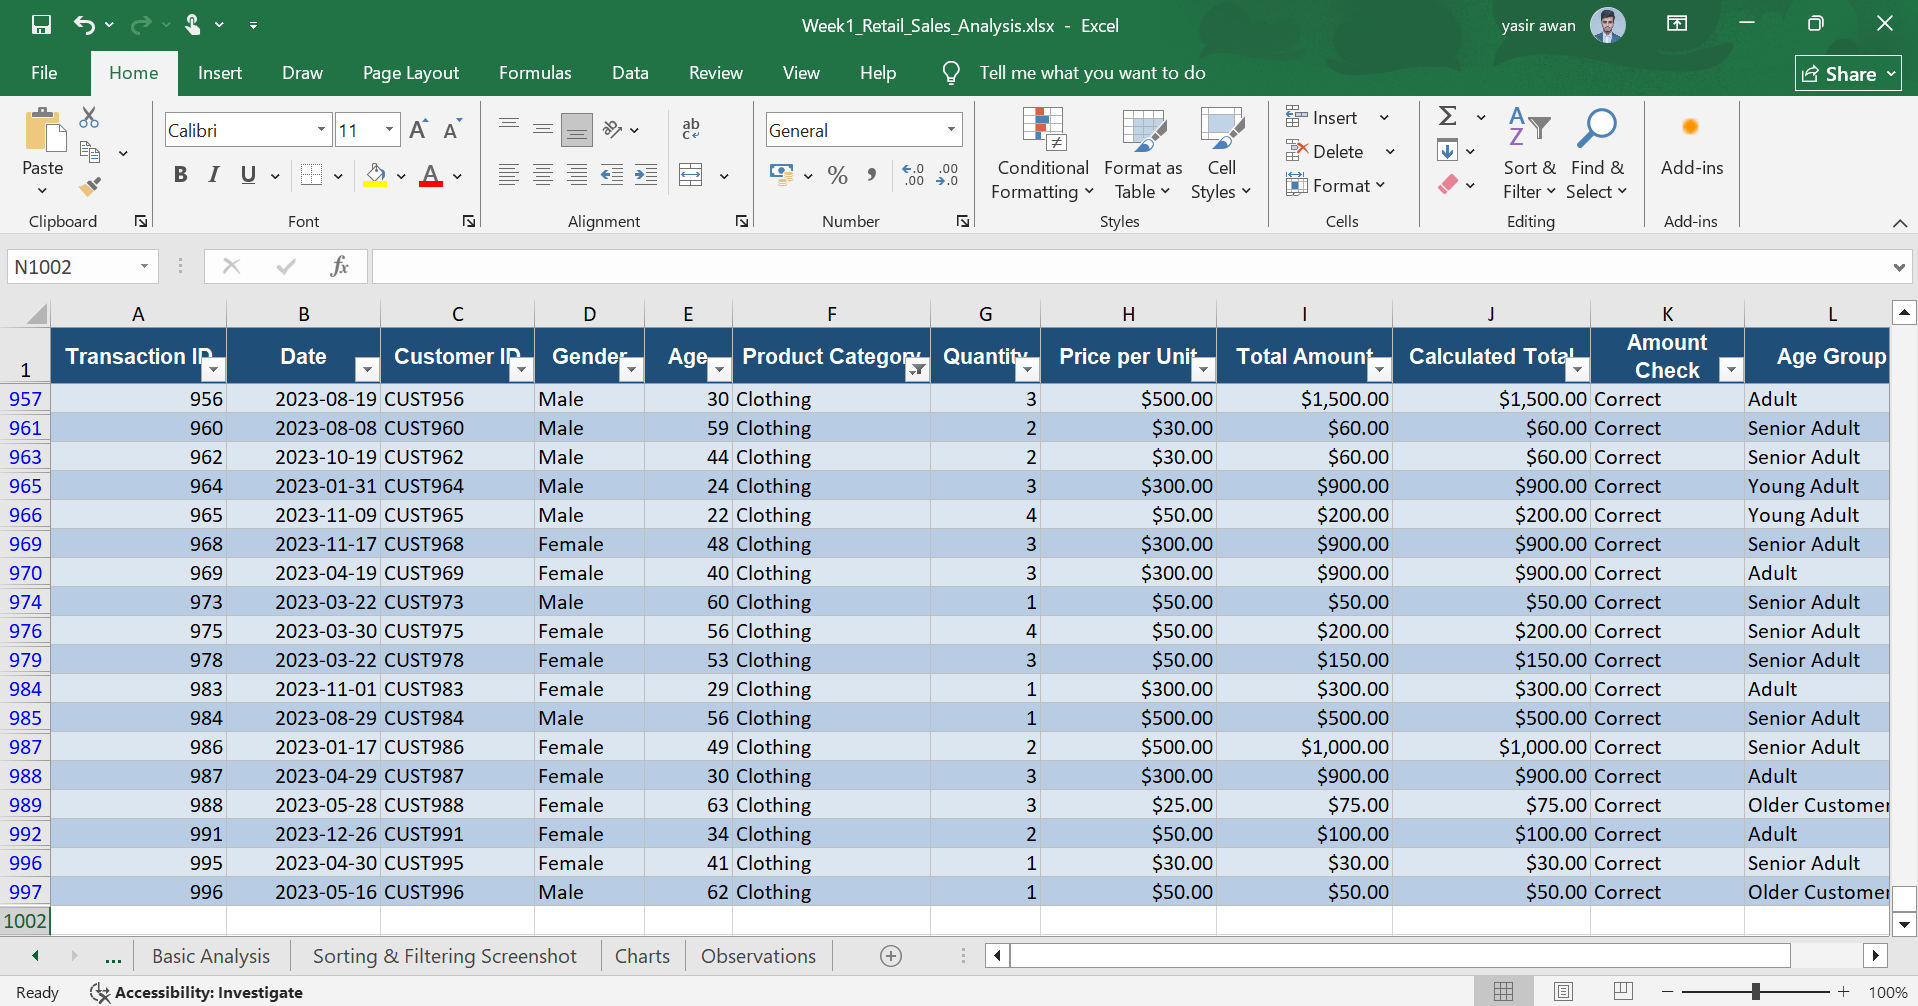 Week1_Retail_Sales_Analysis.xlsx - Excel
yasir awan
File Home Insert Draw Page Layout Formulas Data Review View Help Tell me what you want to do Share
Calibri 11 General
Paste
Conditional Formatting Format as Table Cell Styles
Insert
Delete
Format
Sort & Filter Find & Select
Add-ins
Clipboard Font Alignment Number Styles Cells Editing Add-ins
N1002
A B C D E F G H I J K L
1 Transaction ID Date Customer ID Gender Age Product Category Quantity Price per Unit Total Amount Calculated Total Amount Check Age Group
957 956 2023-08-19 CUST956 Male 30 Clothing 3 $500.00 $1,500.00 $1,500.00 Correct Adult
961 960 2023-08-08 CUST960 Male 59 Clothing 2 $30.00 $60.00 $60.00 Correct Senior Adult
963 962 2023-10-19 CUST962 Male 44 Clothing 2 $30.00 $60.00 $60.00 Correct Senior Adult
965 964 2023-01-31 CUST964 Male 24 Clothing 3 $300.00 $900.00 $900.00 Correct Young Adult
966 965 2023-11-09 CUST965 Male 22 Clothing 4 $50.00 $200.00 $200.00 Correct Young Adult
969 968 2023-11-17 CUST968 Female 48 Clothing 3 $300.00 $900.00 $900.00 Correct Senior Adult
970 969 2023-04-19 CUST969 Female 40 Clothing 3 $300.00 $900.00 $900.00 Correct Adult
974 973 2023-03-22 CUST973 Male 60 Clothing 1 $50.00 $50.00 $50.00 Correct Senior Adult
976 975 2023-03-30 CUST975 Female 56 Clothing 4 $50.00 $200.00 $200.00 Correct Senior Adult
979 978 2023-03-22 CUST978 Female 53 Clothing 3 $50.00 $150.00 $150.00 Correct Senior Adult
984 983 2023-11-01 CUST983 Female 29 Clothing 1 $300.00 $300.00 $300.00 Correct Adult
985 984 2023-08-29 CUST984 Male 56 Clothing 1 $500.00 $500.00 $500.00 Correct Senior Adult
987 986 2023-01-17 CUST986 Female 49 Clothing 2 $500.00 $1,000.00 $1,000.00 Correct Senior Adult
988 987 2023-04-29 CUST987 Female 30 Clothing 3 $300.00 $900.00 $900.00 Correct Adult
989 988 2023-05-28 CUST988 Female 63 Clothing 3 $25.00 $75.00 $75.00 Correct Older Customer
992 991 2023-12-26 CUST991 Female 34 Clothing 2 $50.00 $100.00 $100.00 Correct Adult
996 995 2023-04-30 CUST995 Female 41 Clothing 1 $30.00 $30.00 $30.00 Correct Senior Adult
997 996 2023-05-16 CUST996 Male 62 Clothing 1 $50.00 $50.00 $50.00 Correct Older Customer
1002
... Basic Analysis Sorting & Filtering Screenshot Charts Observations
Ready Accessibility: Investigate 100%